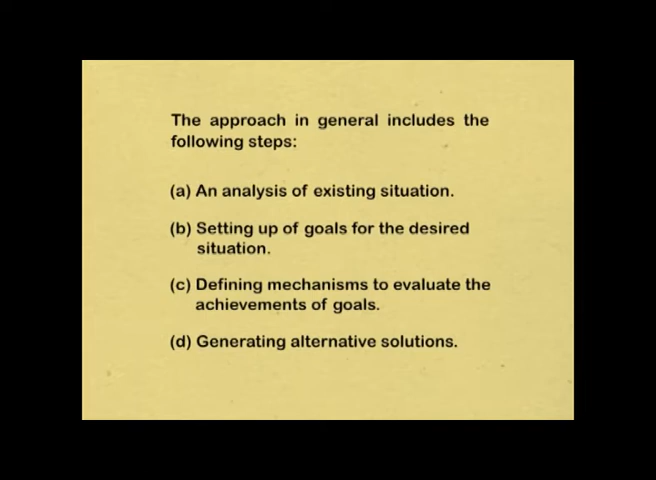 The approach in general includes the
following steps:
(a) An analysis of existing situation.
(b) Setting up of goals for the desired
situation.
(c) Defining mechanisms to evaluate the
achievements of goals.
(d) Generating alternative solutions.